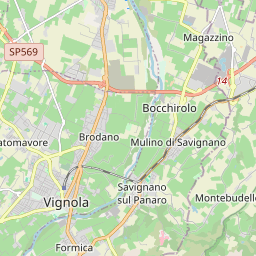 Magazzino
SP569
14
Bocchirolo
Brodano
Mulino di Savignano
atomavore
Savignano
sul Panaro
Montebudello
Vignola
Formica